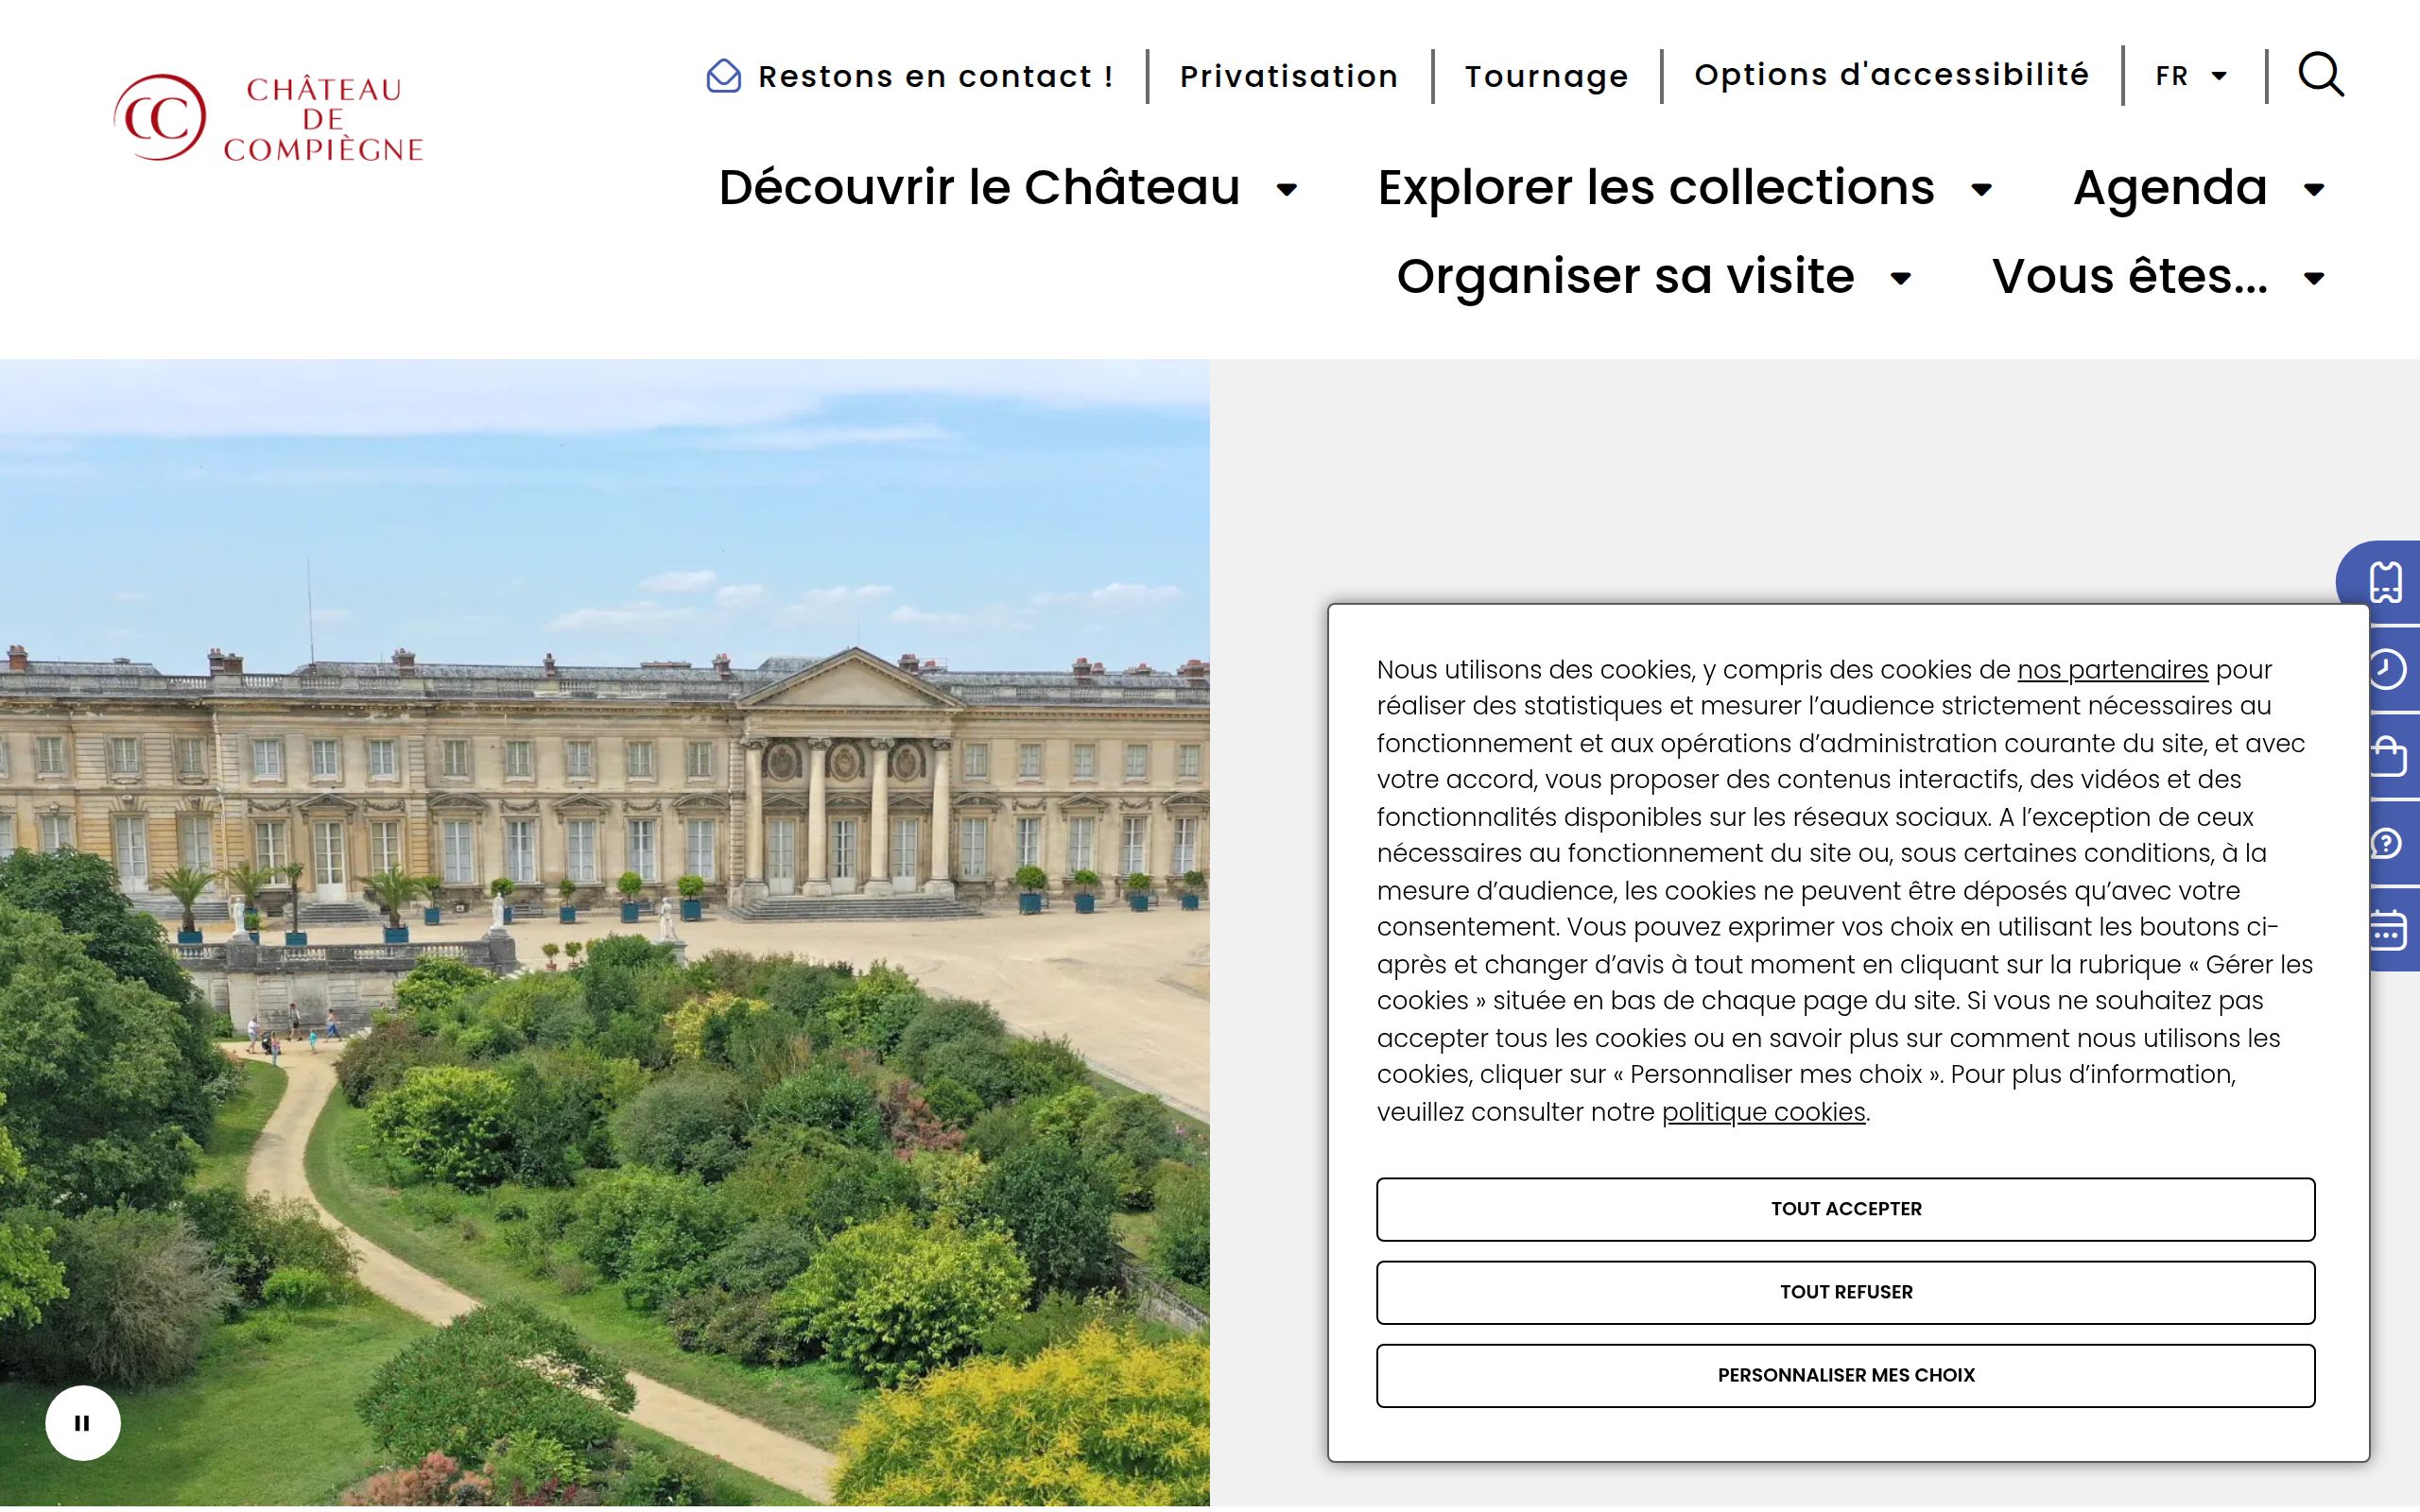 Restons en contact !
Privatisation
Tournage
Options d'accessibilité
FR
CHÂTEAU
DE
COMPIÈGNE
Découvrir le Château
Explorer les collections
Agenda
Organiser sa visite
Vous êtes...
Nous utilisons des cookies, y compris des cookies de nos partenaires pour
réaliser des statistiques et mesurer l’audience strictement nécessaires au
fonctionnement et aux opérations d’administration courante du site, et avec
votre accord, vous proposer des contenus interactifs, des vidéos et des
fonctionnalités disponibles sur les réseaux sociaux. A l’exception de ceux
nécessaires au fonctionnement du site ou, sous certaines conditions, à la
mesure d’audience, les cookies ne peuvent être déposés qu’avec votre
consentement. Vous pouvez exprimer vos choix en utilisant les boutons ci-
après et changer d’avis à tout moment en cliquant sur la rubrique « Gérer les
cookies » située en bas de chaque page du site. Si vous ne souhaitez pas
accepter tous les cookies ou en savoir plus sur comment nous utilisons les
cookies, cliquer sur « Personnaliser mes choix ». Pour plus d’information,
veuillez consulter notre politique cookies.
TOUT ACCEPTER
TOUT REFUSER
PERSONNALISER MES CHOIX